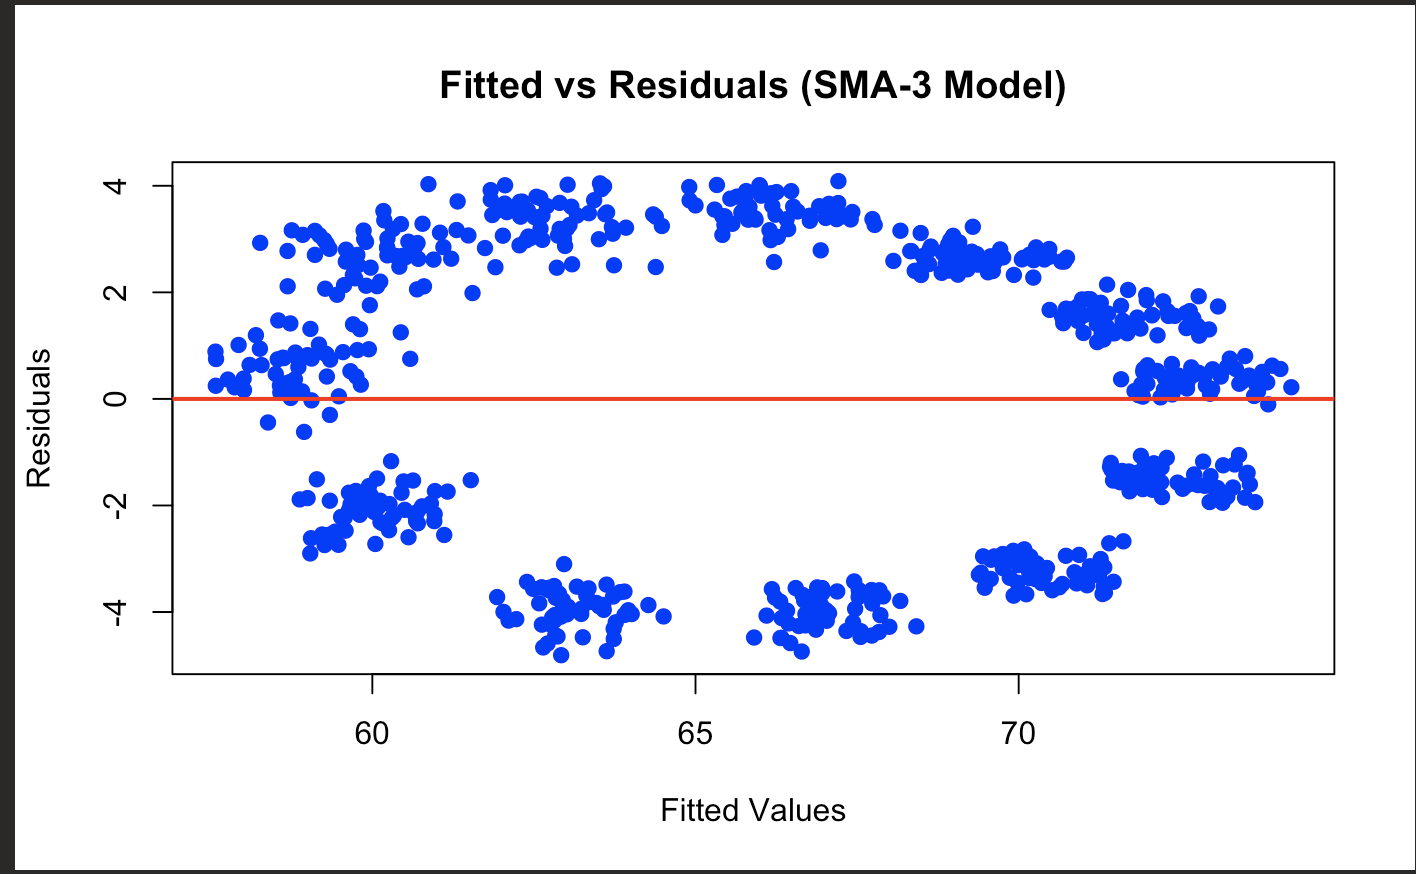 Fitted vs Residuals (SMA-3 Model)
4
2
0
-2
-4
Residuals
60 65 70
Fitted Values